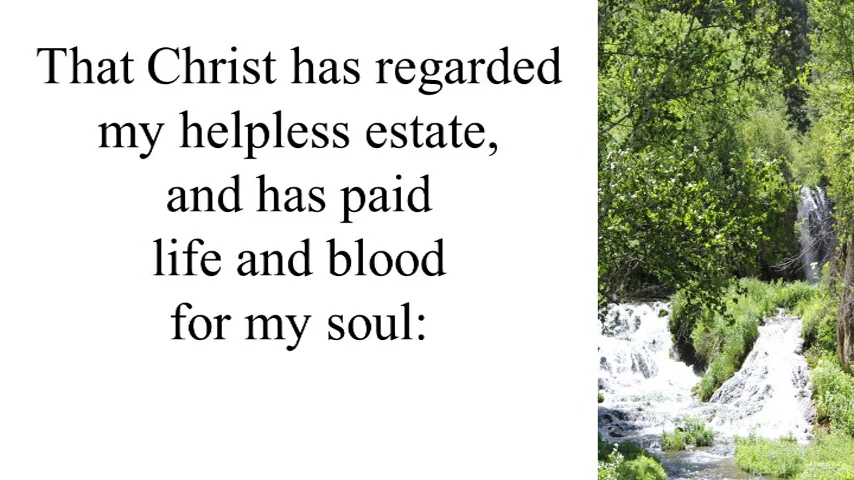 That Christ has regarded
my helpless estate,
and has paid
life and blood
for my soul: